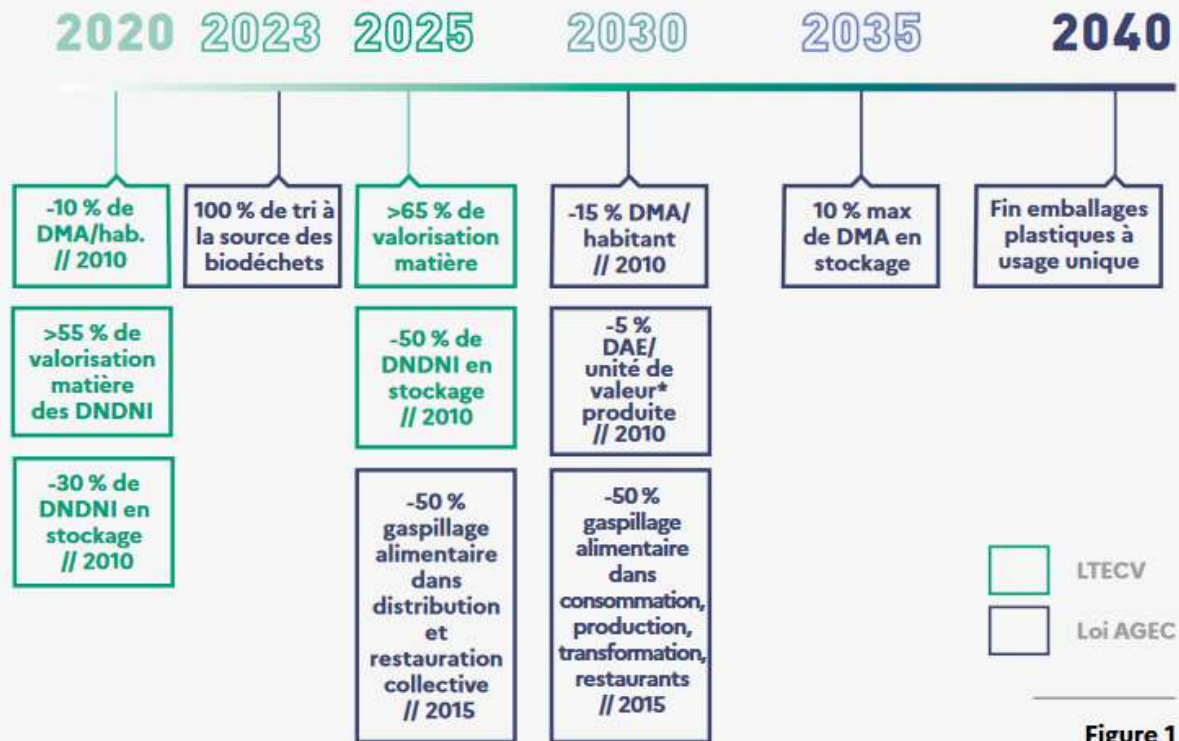 2020 2023 2025 2030 2035 2040
-10 % de
DMA/hab.
// 2010
>55 % de
valorisation
matière
des DNDNI
-30 % de
DNDNI en
stockage
// 2010
100 % de tri à
la source des
biodéchets
>65 % de
valorisation
matière
-50 % de
DNDNI en
stockage
// 2010
-50 %
gaspillage
alimentaire
dans
distribution
et
restauration
collective
// 2015
-15 % DMA/
habitant
// 2010
-5 %
DAE/
unité de
valeur*
produite
// 2010
-50 %
gaspillage
alimentaire
dans
consommation,
production,
transformation,
restaurants
// 2015
10 % max
de DMA en
stockage
Fin emballages
plastiques à
usage unique
LTECV
Loi AGEC
Figure 1